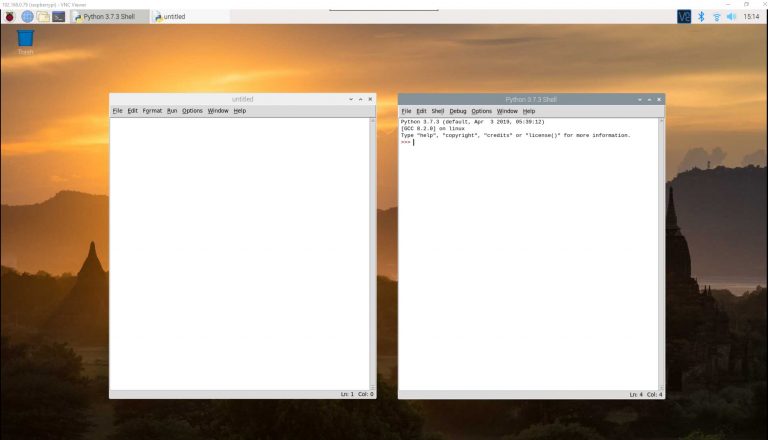 192.168.0.75 (raspberrypi) - VNC Viewer
Python 3.7.3 Shell
untitled
15:14
Trash
untitled
File Edit Format Run Options Window Help
Ln: 1 Col: 0
Python 3.7.3 Shell
File Edit Shell Debug Options Window Help
Python 3.7.3 (default, Apr 3 2019, 05:39:12)
[GCC 8.2.0] on linux
Type "help", "copyright", "credits" or "license()" for more information.
>>>
Ln: 4 Col: 4